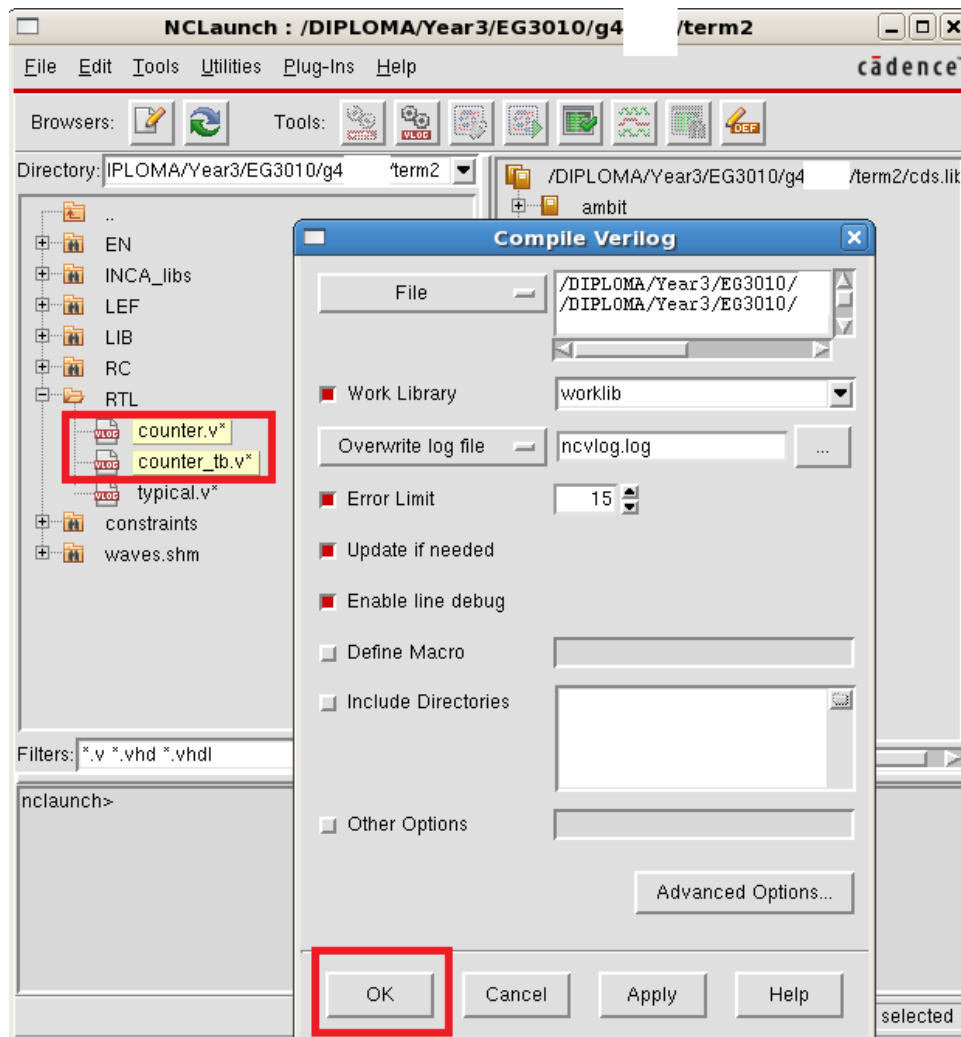 NCLaunch : /DIPLOMA/Year3/EG3010/g4 /term2
File Edit Tools Utilities Plug-Ins Help
cādence
Browsers: Tools:
VLOG
DEF
Directory: IPLOMA/Year3/EG3010/g4 term2
/DIPLOMA/Year3/EG3010/g4 /term2/cds.lib
ambit
..
EN
INCA_libs
LEF
LIB
RC
RTL
VLOG counter.v*
VLOG counter_tb.v*
VLOG typical.v*
constraints
waves.shm
Filters: *.v *.vhd *.vhdl
nclaunch>
Compile Verilog
File
/DIPLOMA/Year3/EG3010/
/DIPLOMA/Year3/EG3010/
Work Library worklib
Overwrite log file ncvlog.log ...
Error Limit 15
Update if needed
Enable line debug
Define Macro
Include Directories
Other Options
Advanced Options...
OK Cancel Apply Help
selected